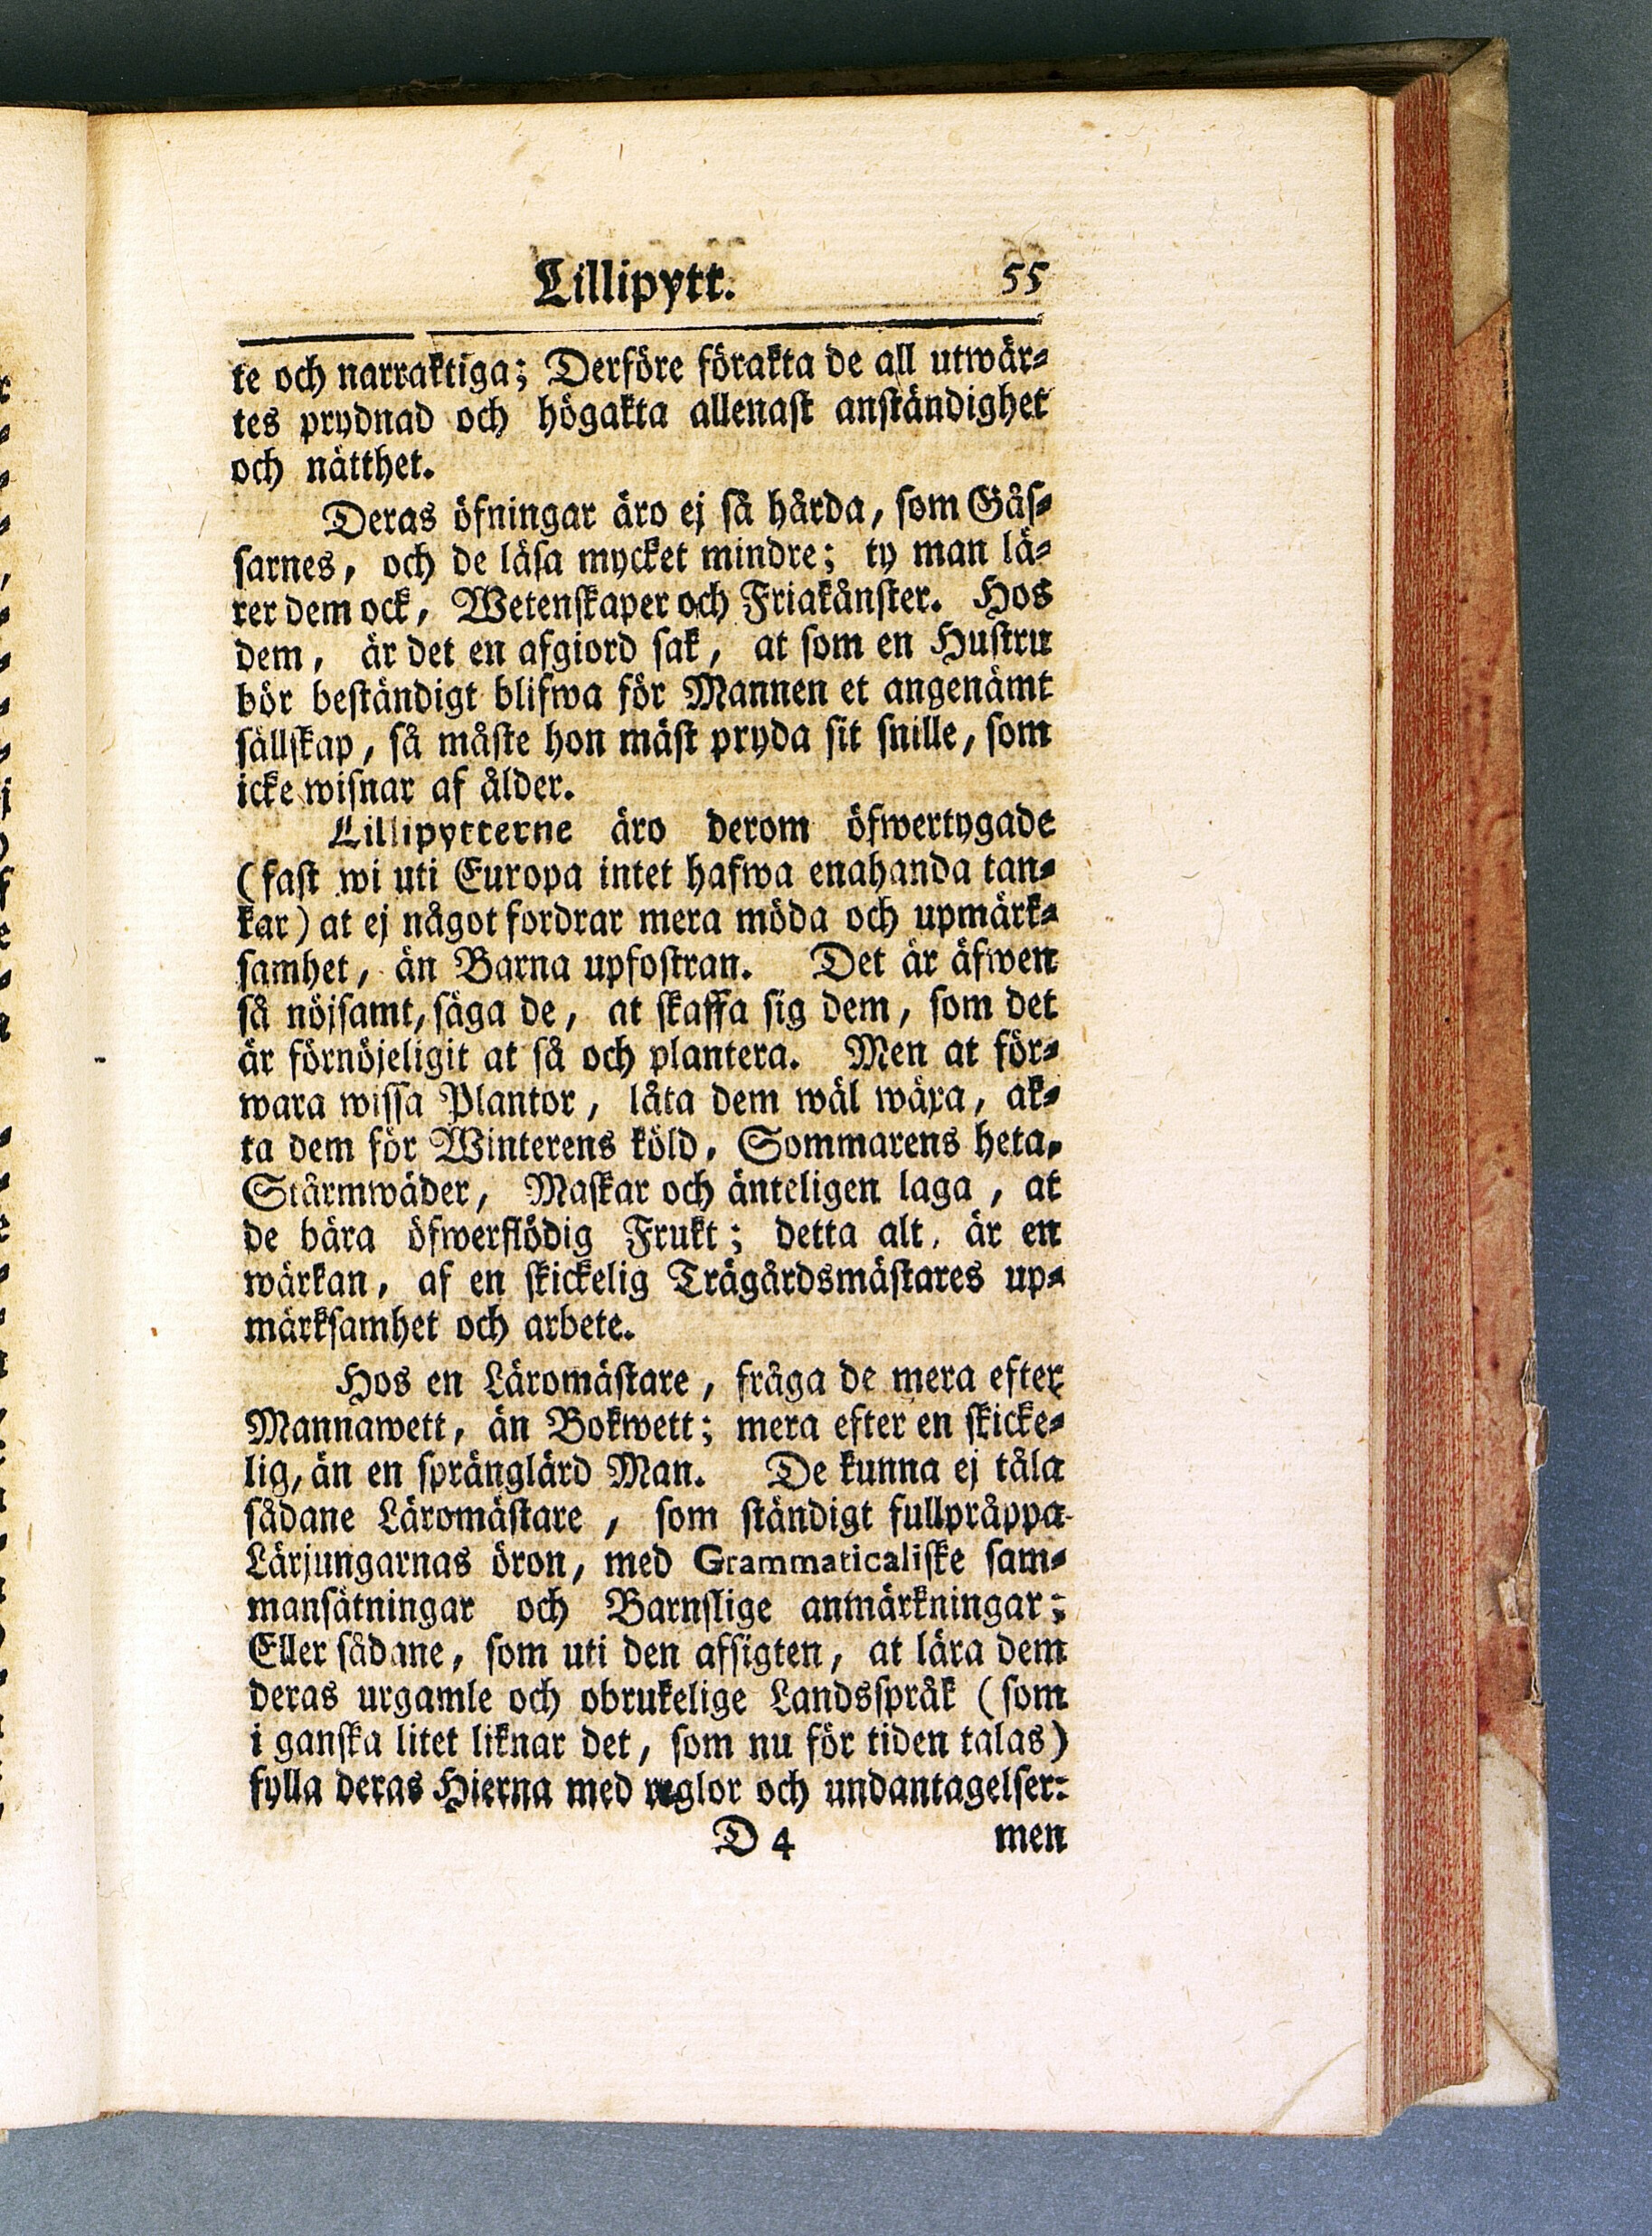 Lillipytt. 55
te och narraktiga; Derföre förakta de all utwär-
tes prydnad och högakta allenast anständighet
och nätthet.
Deras öfningar äro ej så hårda, som Gås-
sarnes, och de läsa mycket mindre; ty man lä-
rer dem ock, Wetenskaper och Friakånster. Hos
dem, är det en afgiord sak, at som en Hustru
bör beständigt blifwa för Mannen et angenämt
sällskap, så måste hon mäst pryda sit snille, som
icke wisnar af ålder.
Lillipytterne äro derom öfwertygade
(fast wi uti Europa intet hafwa enahanda tan-
kar) at ej något fordrar mera möda och upmärk-
samhet, än Barna upfostran. Det är äfwen
så nöjsamt, säga de, at skaffa sig dem, som det
är förnöjeligit at så och plantera. Men at för-
wara wissa Plantor, låta dem wäl wäxa, ak-
ta dem för Winterens köld, Sommarens heta,
Stårmwäder, Maskar och änteligen laga, at
de bära öfwerflödig Frukt; detta alt, är en
wärkan, af en skickelig Trägårdsmästares up-
märksamhet och arbete.
Hos en Läromästare, fråga de mera efter
Mannawett, än Bokwett; mera efter en skicke-
lig, än en spränglärd Man. De kunna ej tåla
sådane Läromästare, som ständigt fullpråppa
Lärjungarnas öron, med Grammaticaliske sam-
mansätningar och Barnslige anmärkningar;
Eller sådane, som uti den afsigten, at lära dem
deras urgamle och obrukelige Landsspråk (som
i ganska litet liknar det, som nu för tiden talas)
fylla deras Hierna med reglor och undantagelser:
D 4 men